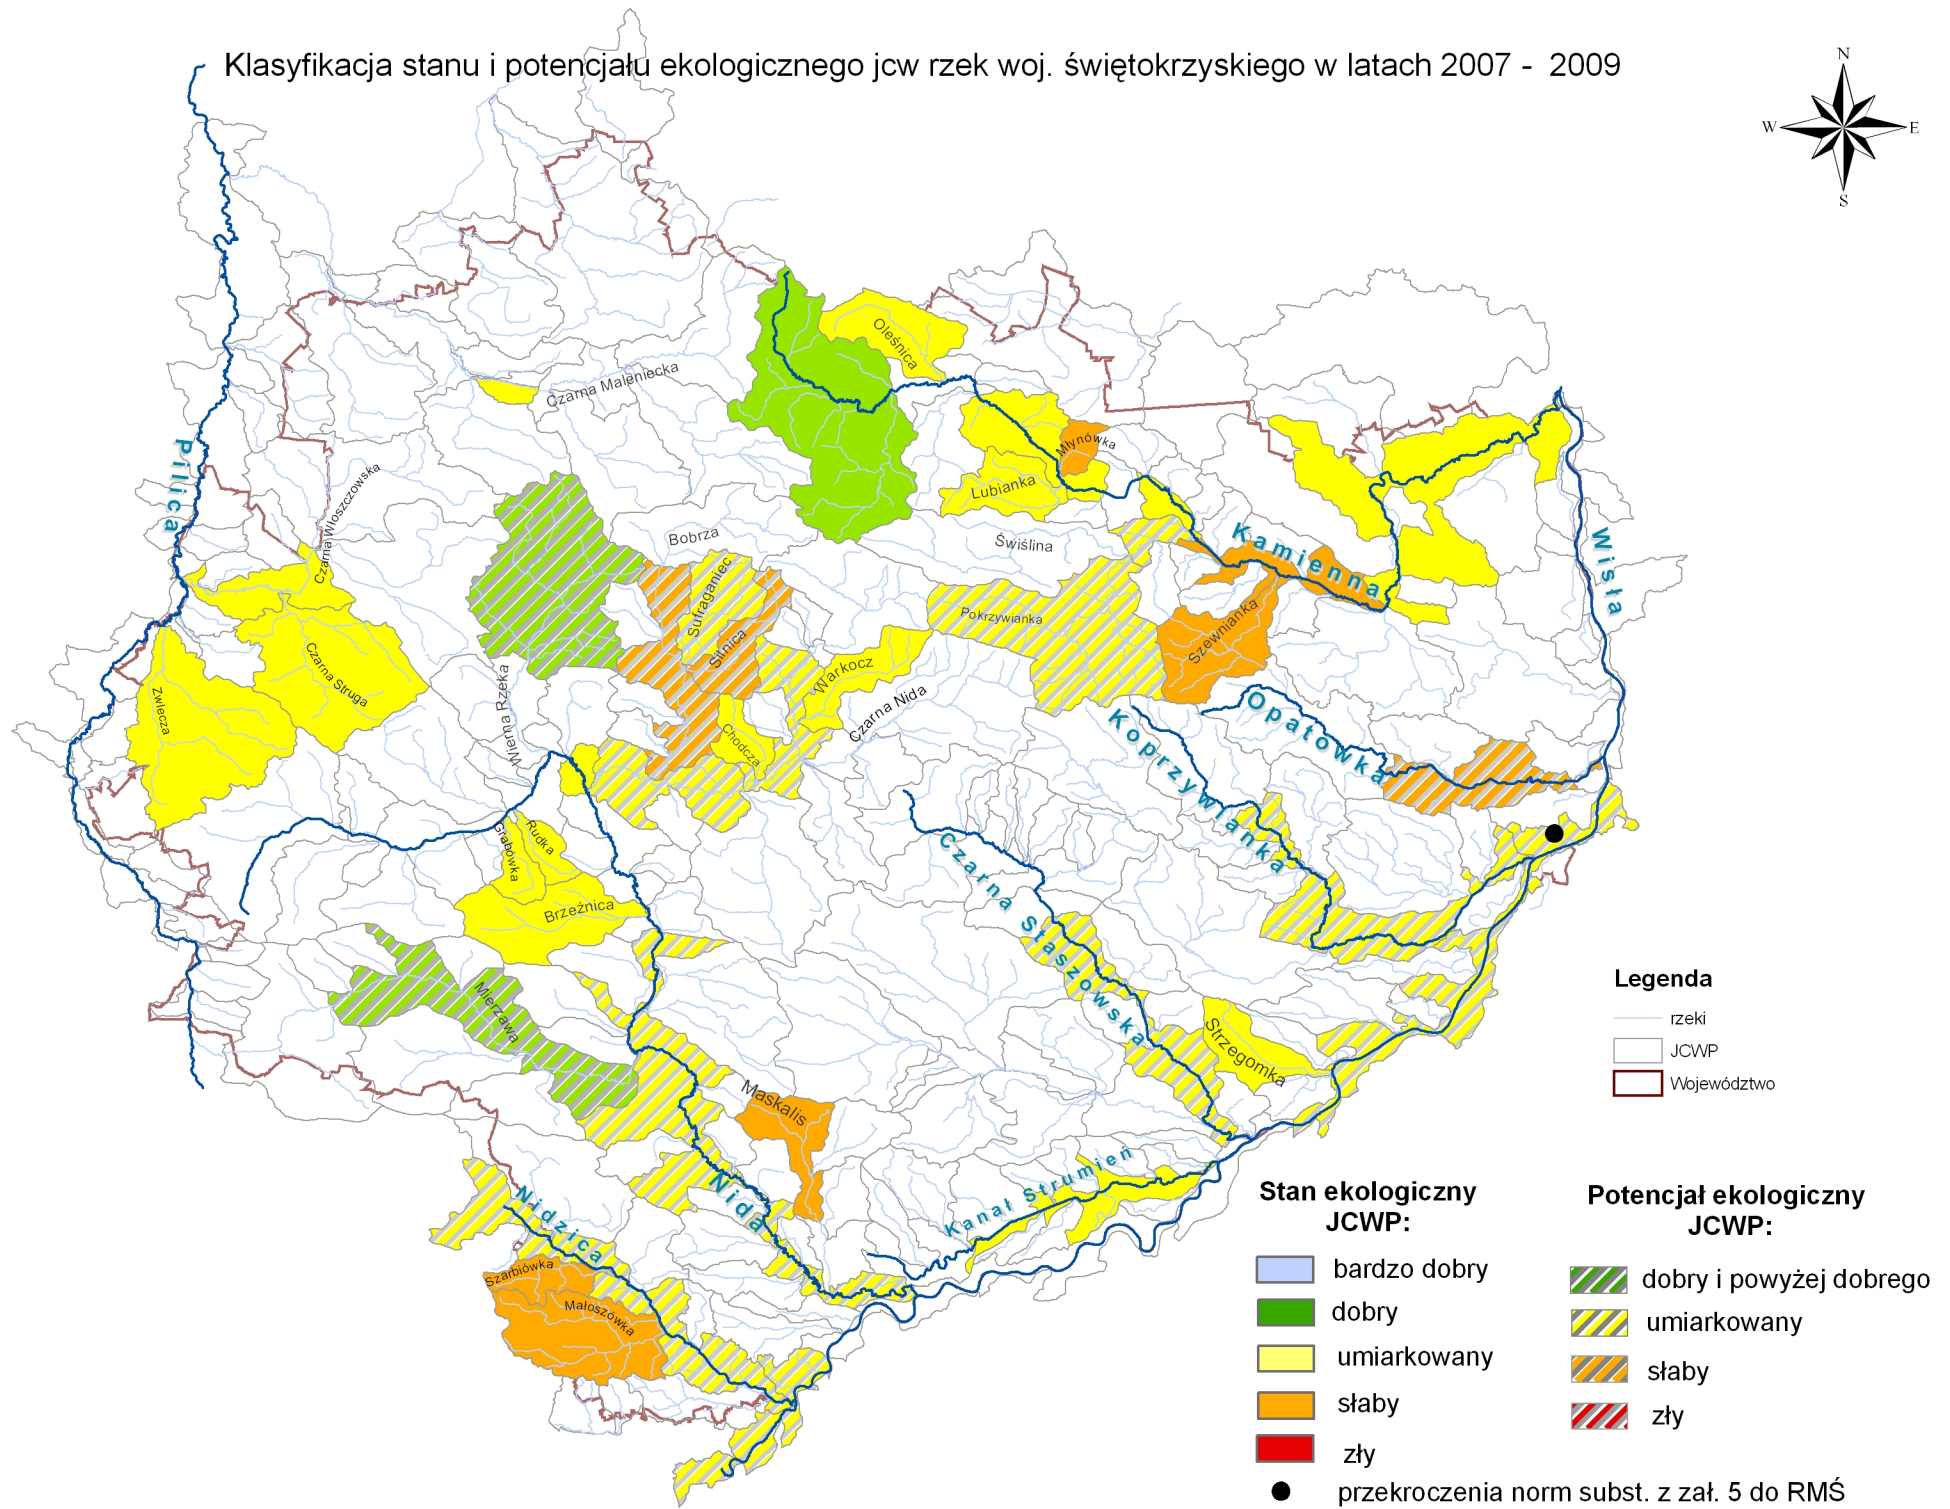 Klasyfikacja stanu i potencjału ekologicznego jcw rzek woj. świętokrzyskiego w latach 2007 - 2009
N
W
E
S
Oleśnica
Czarna Maleniecka
Młynówka
Pilica
Czarna Włoszczowska
Lubianka
Bobrza
Świślina
Kamienna
Wisła
Sufraganiec
Pokrzywianka
Szewnianka
Silnica
Czarna Struga
Warkocz
Zwlecza
Wierna Rzeka
Czarna Nida
Chodcza
Opatówka
Koprzywianka
Grabówka
Rudka
Czarna Staszowska
Brzeźnica
Mierzawa
Strzegomka
Maskalis
Kanał Strumień
Nida
Nidzica
Szarbiówka
Małoszówka
Legenda
rzeki
JCWP
Województwo
Stan ekologiczny
JCWP:
bardzo dobry
dobry
umiarkowany
słaby
zły
Potencjał ekologiczny
JCWP:
dobry i powyżej dobrego
umiarkowany
słaby
zły
przekroczenia norm subst. z zał. 5 do RMŚ